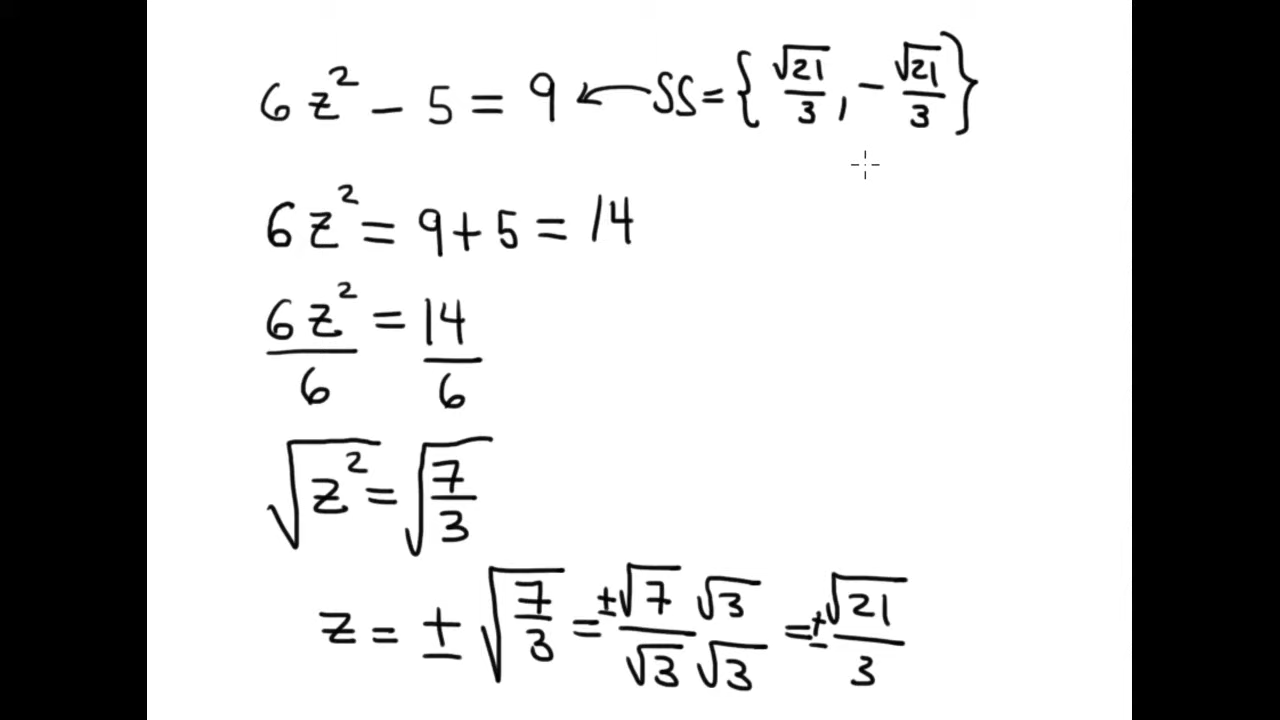 6z² - 5 = 9 ← SS = {√21/3, -√21/3}
6z² = 9 + 5 = 14
6z²/6 = 14/6
√z² = √7/3
z = ± √7/3 = ±√7 √3/√3 √3 = ±√21/3